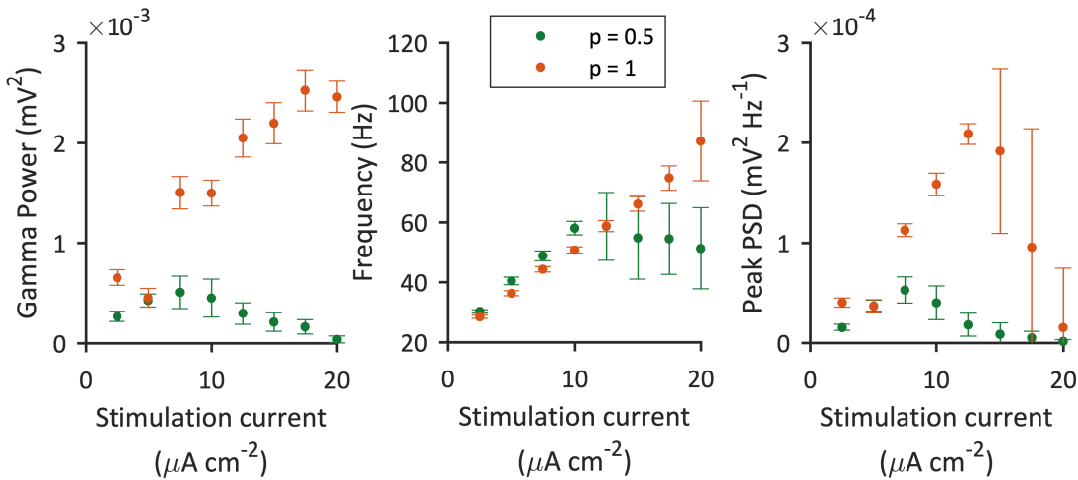 ×10⁻³
3
2
1
0
Gamma Power (mV²)
0
10
20
Stimulation current
(μA cm⁻²)
p = 0.5
p = 1
120
100
80
60
40
20
Frequency (Hz)
0
10
20
Stimulation current
(μA cm⁻²)
×10⁻⁴
3
2
1
0
Peak PSD (mV² Hz⁻¹)
0
10
20
Stimulation current
(μA cm⁻²)